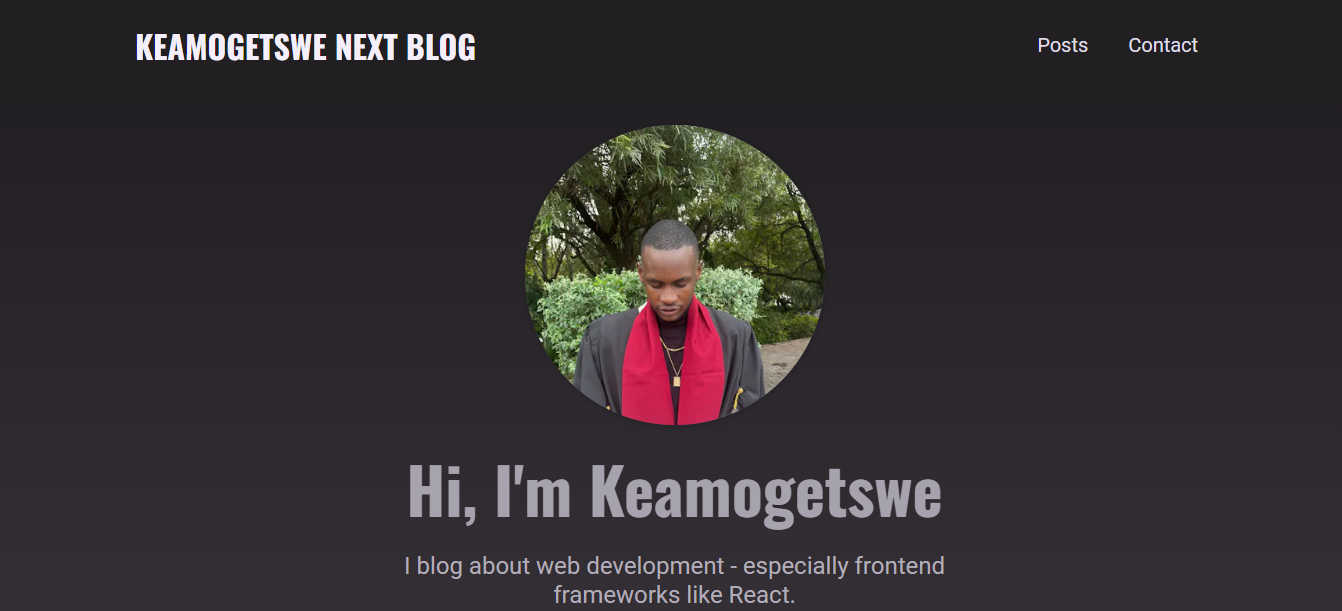 KEAMOGETSWE NEXT BLOG
Posts
Contact
Hi, I'm Keamogetswe
I blog about web development - especially frontend
frameworks like React.